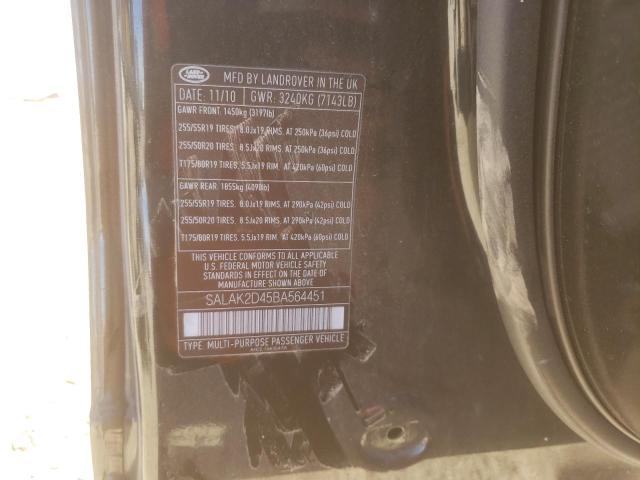 LAND ROVER
MFD BY LANDROVER IN THE UK
DATE: 11/10 GWR: 3240KG (7143LB)
GAWR FRONT: 1450kg (3197lb)
255/55R19 TIRES, 8.0Jx19 RIMS, AT 250kPa (36psi) COLD
255/50R20 TIRES, 8.5Jx20 RIMS, AT 250kPa (36psi) COLD
T175/80R19 TIRES, 5.5Jx19 RIM, AT 420kPa (60psi) COLD
GAWR REAR: 1855kg (4090lb)
255/55R19 TIRES, 8.0Jx19 RIMS, AT 290kPa (42psi) COLD
255/50R20 TIRES, 8.5Jx20 RIMS, AT 290kPa (42psi) COLD
T175/80R19 TIRES, 5.5Jx19 RIM, AT 420kPa (60psi) COLD
THIS VEHICLE CONFORMS TO ALL APPLICABLE
U.S. FEDERAL MOTOR VEHICLE SAFETY
STANDARDS IN EFFECT ON THE DATE OF
MANUFACTURE SHOWN ABOVE
SALAK2D45BA564451
TYPE: MULTI-PURPOSE PASSENGER VEHICLE